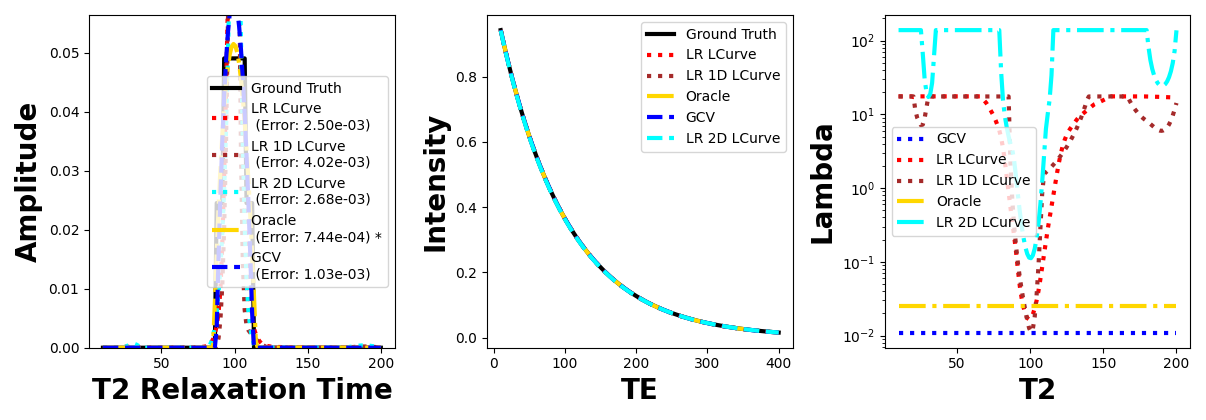 Amplitude
0.05
0.04
0.03
0.02
0.01
0.00
50
100
150
200
T2 Relaxation Time
Ground Truth
LR LCurve
(Error: 2.50e-03)
LR 1D LCurve
(Error: 4.02e-03)
LR 2D LCurve
(Error: 2.68e-03)
Oracle
(Error: 7.44e-04) *
GCV
(Error: 1.03e-03)
Intensity
0.8
0.6
0.4
0.2
0.0
0
100
200
300
400
TE
Ground Truth
LR LCurve
LR 1D LCurve
Oracle
GCV
LR 2D LCurve
Lambda
10²
10¹
10⁰
10⁻¹
10⁻²
50
100
150
200
T2
GCV
LR LCurve
LR 1D LCurve
Oracle
LR 2D LCurve